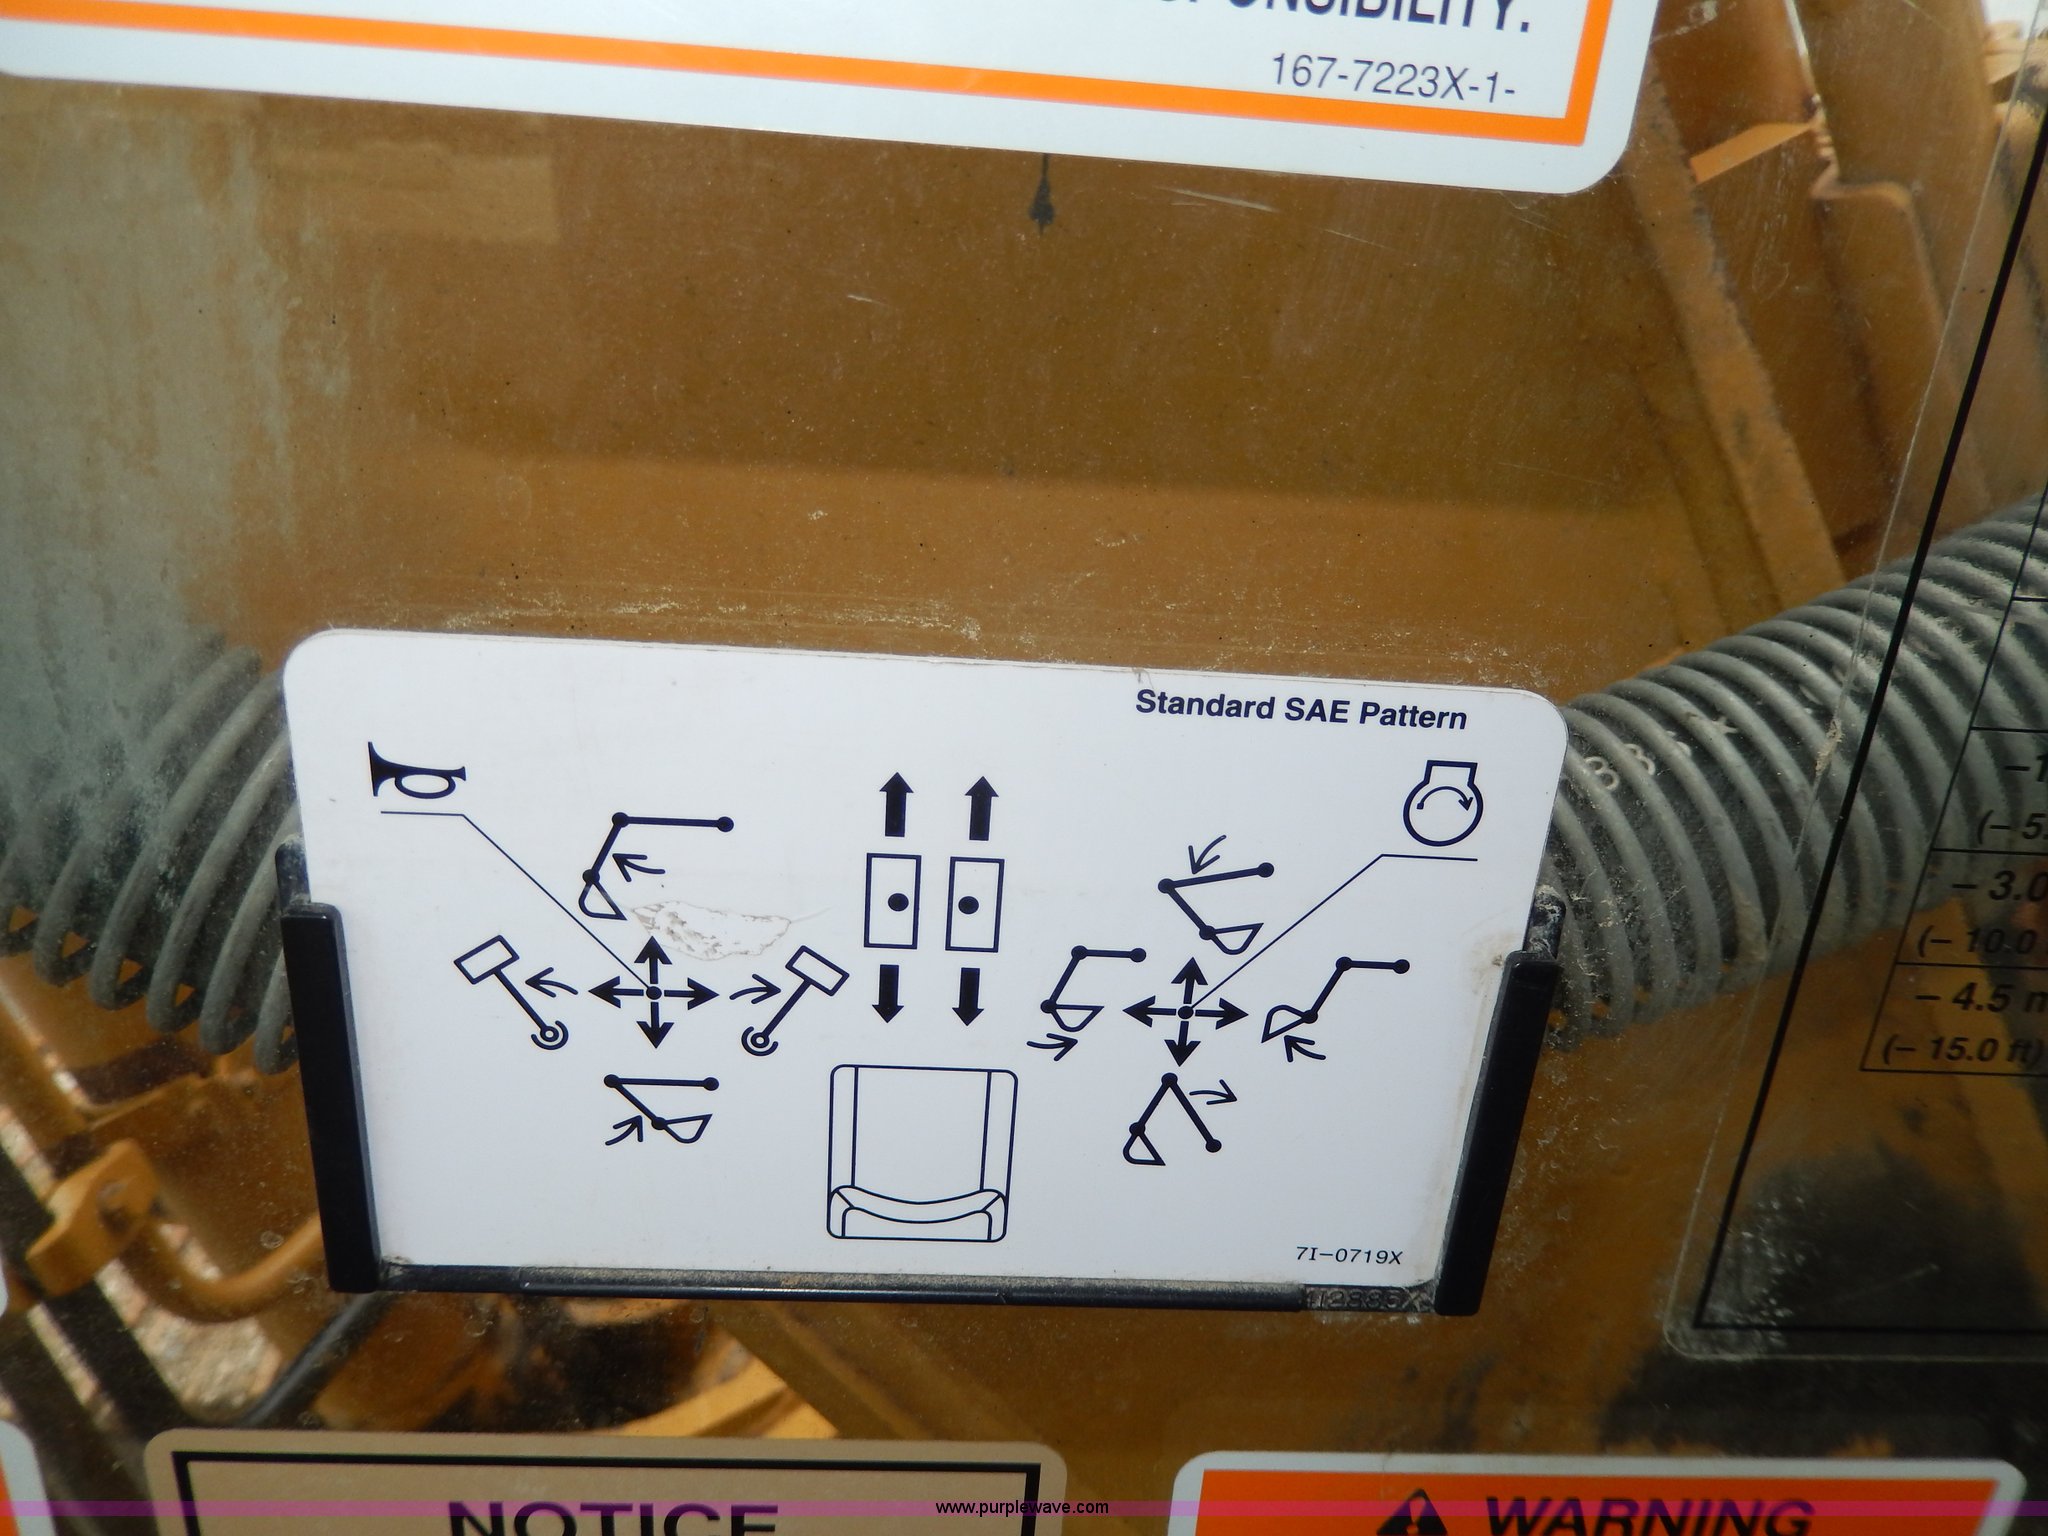 167-7223X-1-
Standard SAE Pattern
7I-0719X
(- 5.
- 3.0
(- 10.0
- 4.5 m
(- 15.0 ft)
NOTICE
WARNING
www.purplewave.com